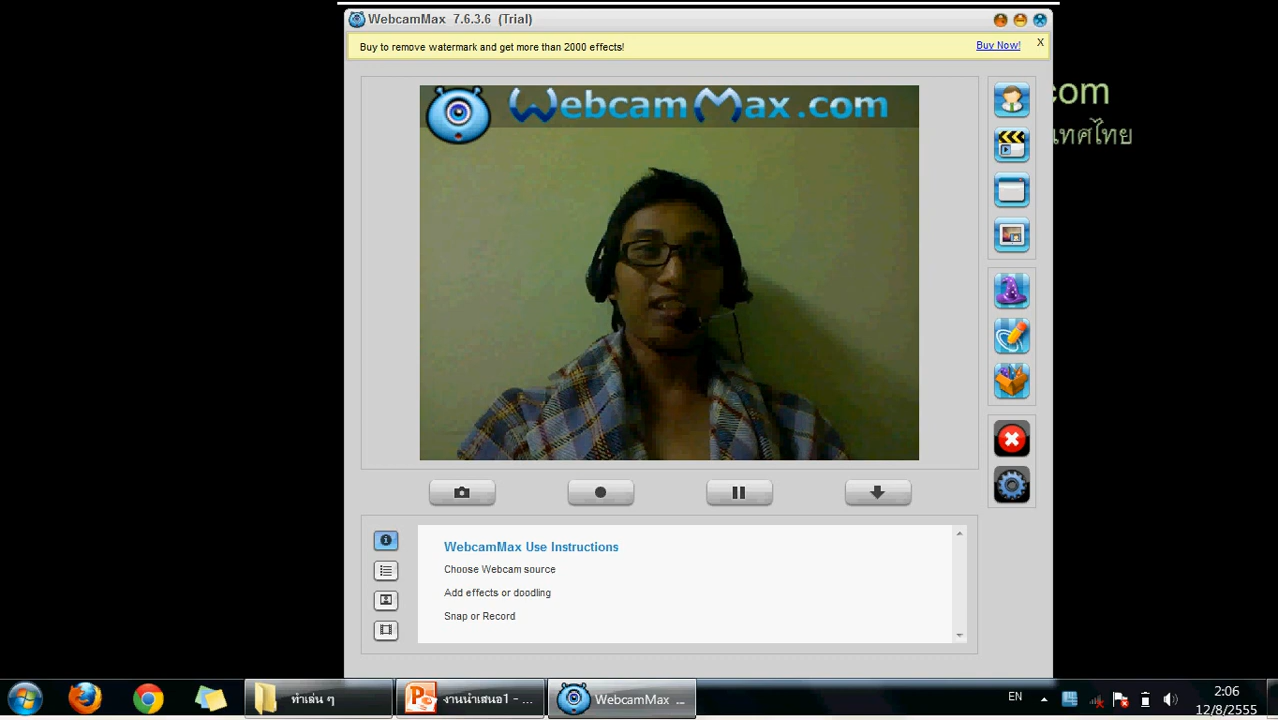 WebcamMax 7.6.3.6 (Trial)
Buy to remove watermark and get more than 2000 effects!
Buy Now!
X
WebcamMax.com
com
เทศไทย
WebcamMax Use Instructions
Choose Webcam source
Add effects or doodling
Snap or Record
ทำเล่น ๆ
งานนำเสนอ1 - ...
WebcamMax ...
EN
2:06
12/8/2555